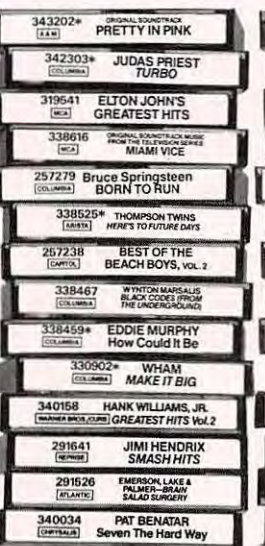 343202* ORIGINAL SOUNDTRACK
A&M PRETTY IN PINK
342303* JUDAS PRIEST
COLUMBIA TURBO
319541 ELTON JOHN'S
MCA GREATEST HITS
338616 ORIGINAL SOUNDTRACK MUSIC
FROM THE TELEVISION SERIES
MCA MIAMI VICE
257279 Bruce Springsteen
COLUMBIA BORN TO RUN
338525* THOMPSON TWINS
ARISTA HERE'S TO FUTURE DAYS
257238 BEST OF THE
CAPITOL BEACH BOYS, VOL. 2
338467 WYNTON MARSALIS
COLUMBIA BLACK CODES (FROM
THE UNDERGROUND)
338459* EDDIE MURPHY
COLUMBIA How Could It Be
330902* WHAM
COLUMBIA MAKE IT BIG
340158 HANK WILLIAMS, JR.
WARNER BROS./CURB GREATEST HITS Vol.2
291641 JIMI HENDRIX
REPRISE SMASH HITS
291526 EMERSON, LAKE &
PALMER—BRAIN
ATLANTIC SALAD SURGERY
340034 PAT BENATAR
CHRYSALIS Seven The Hard Way